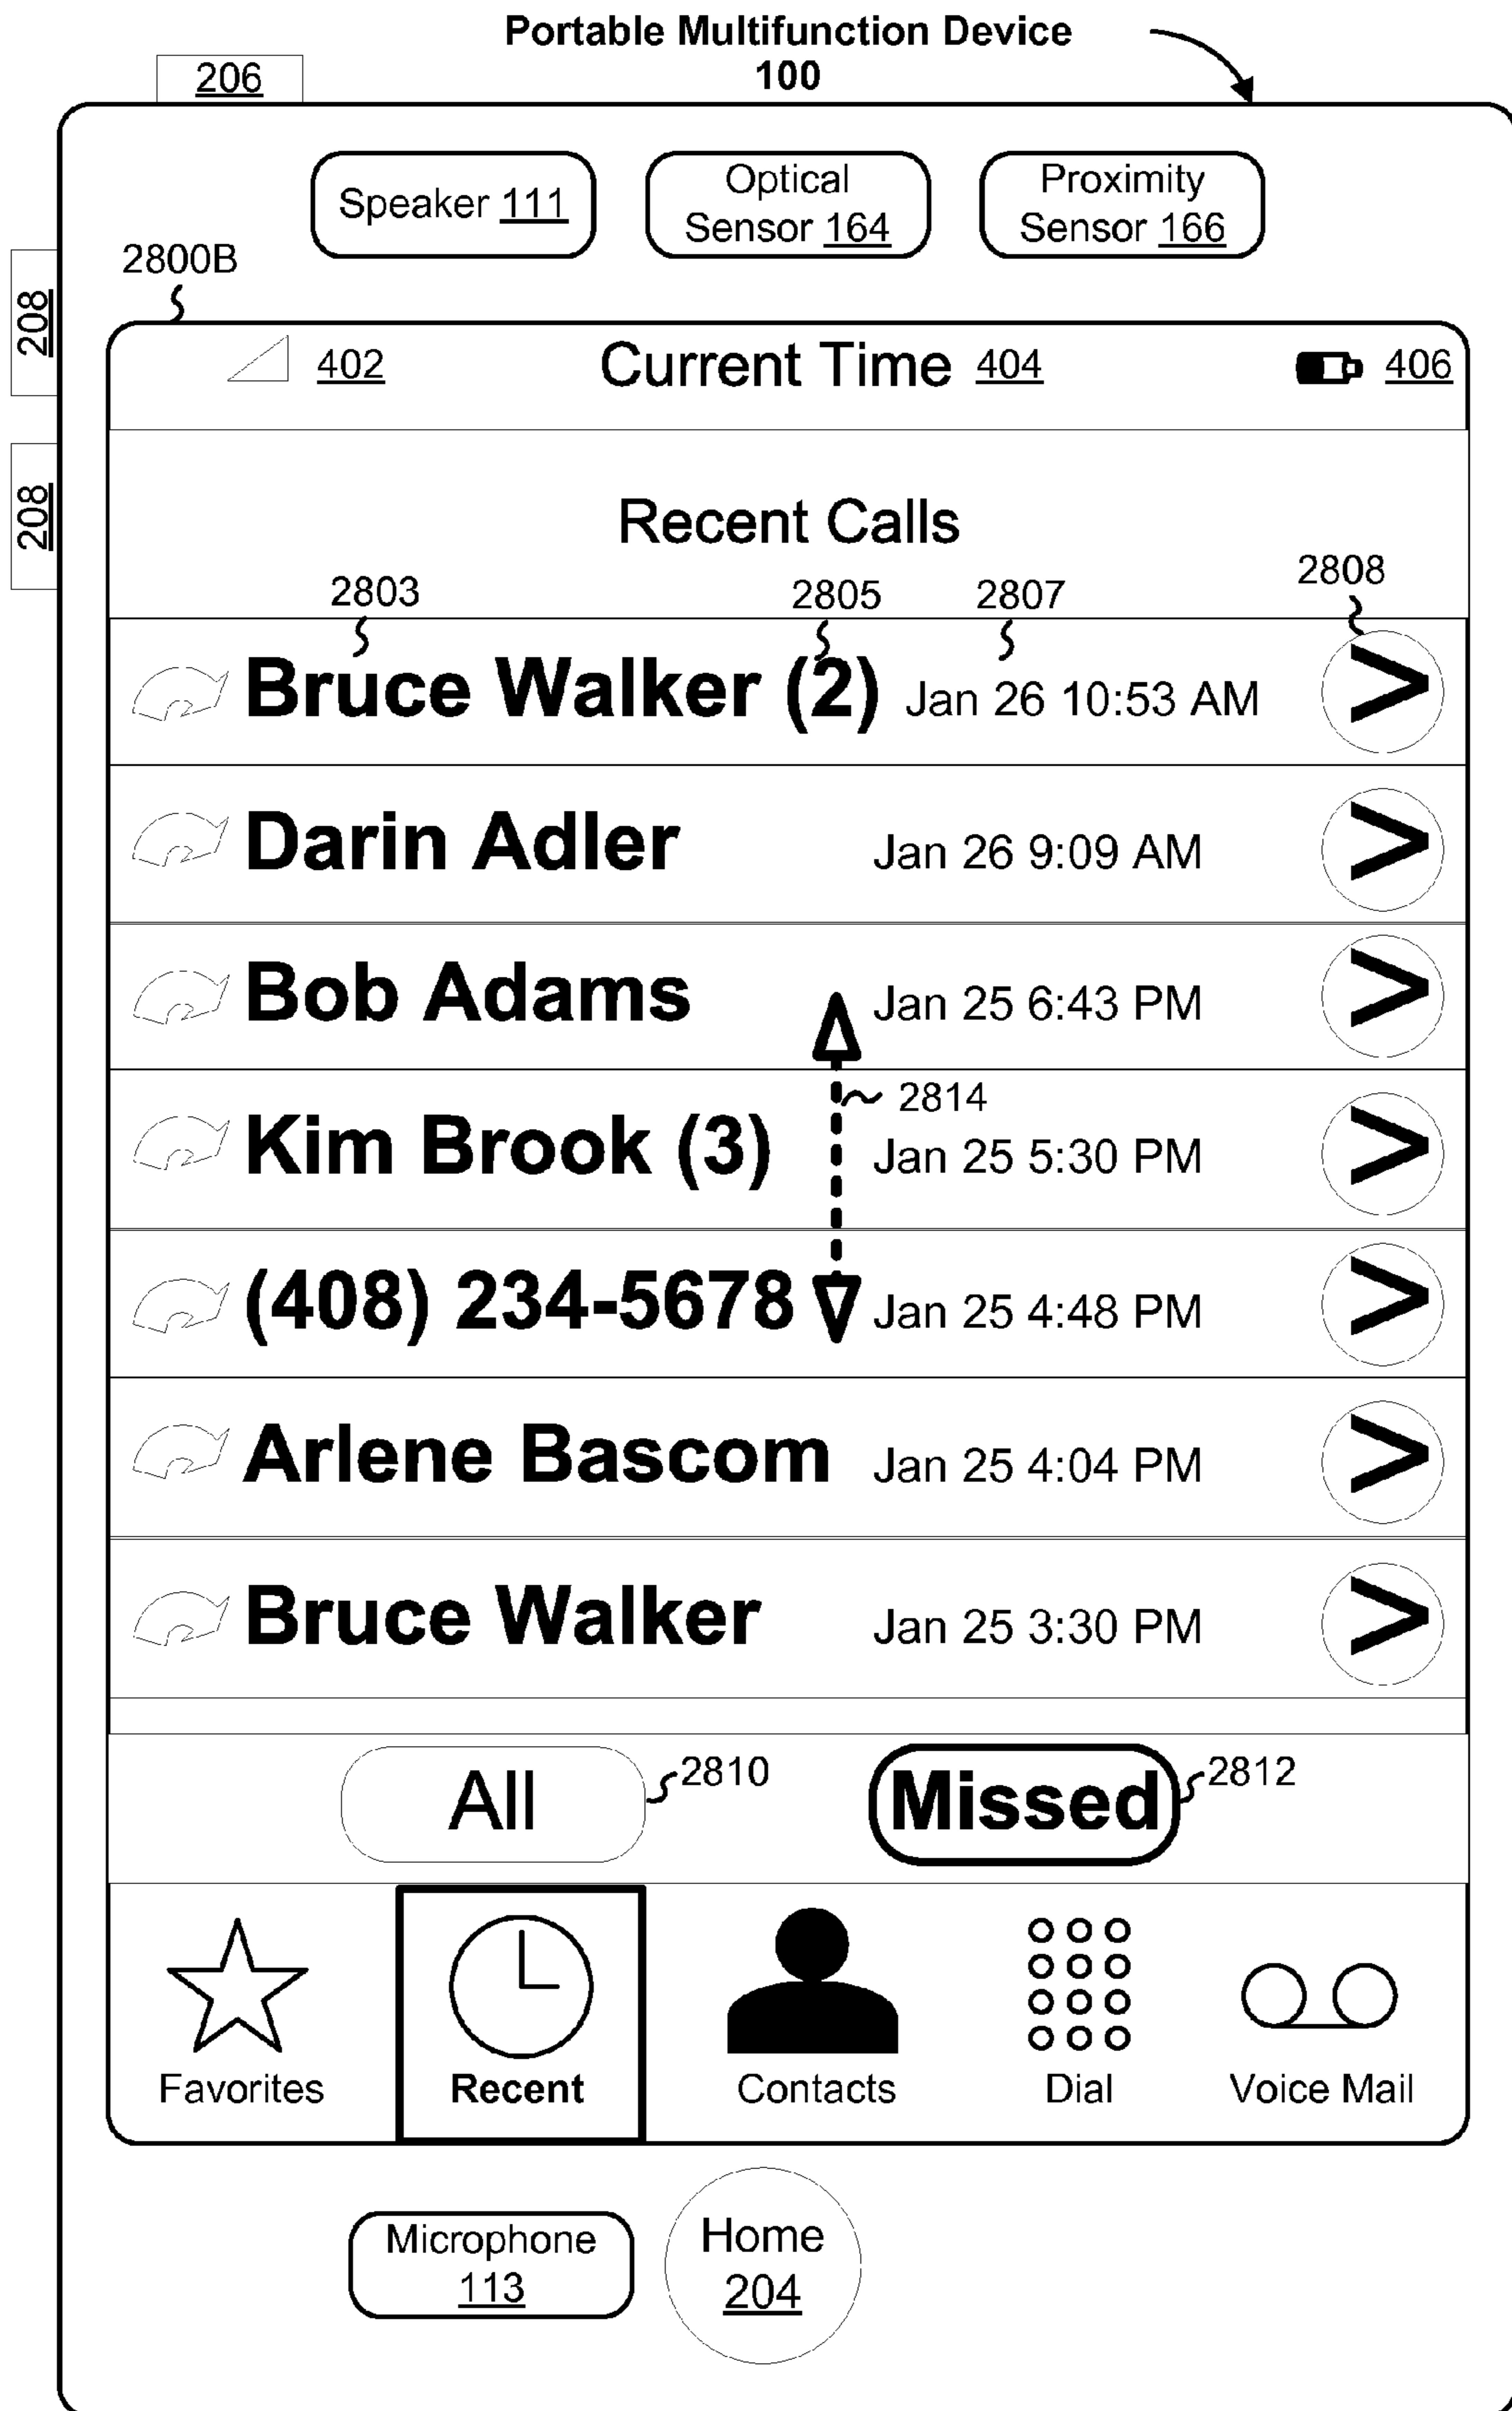 Portable Multifunction Device
100
206
Speaker 111
Optical
Sensor 164
Proximity
Sensor 166
2800B
208
208
402
Current Time 404
406
Recent Calls
2803
2805
2807
2808
Bruce Walker (2) Jan 26 10:53 AM >
Darin Adler Jan 26 9:09 AM >
Bob Adams Jan 25 6:43 PM >
2814
Kim Brook (3) Jan 25 5:30 PM >
(408) 234-5678 Jan 25 4:48 PM >
Arlene Bascom Jan 25 4:04 PM >
Bruce Walker Jan 25 3:30 PM >
All
2810
Missed
2812
Favorites
Recent
Contacts
Dial
Voice Mail
Microphone
113
Home
204